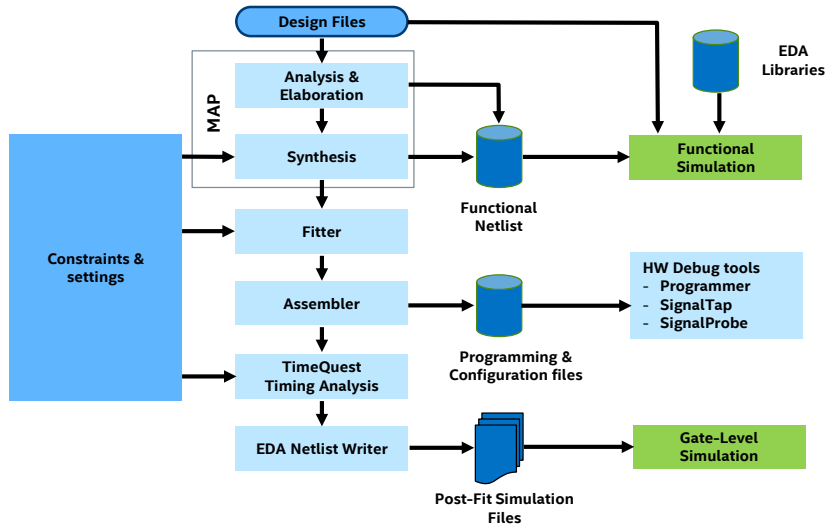 Design Files
EDA
Libraries
MAP
Analysis &
Elaboration
Synthesis
Functional
Netlist
Functional
Simulation
Constraints &
settings
Fitter
Assembler
Programming &
Configuration files
HW Debug tools
- Programmer
- SignalTap
- SignalProbe
TimeQuest
Timing Analysis
EDA Netlist Writer
Post-Fit Simulation
Files
Gate-Level
Simulation